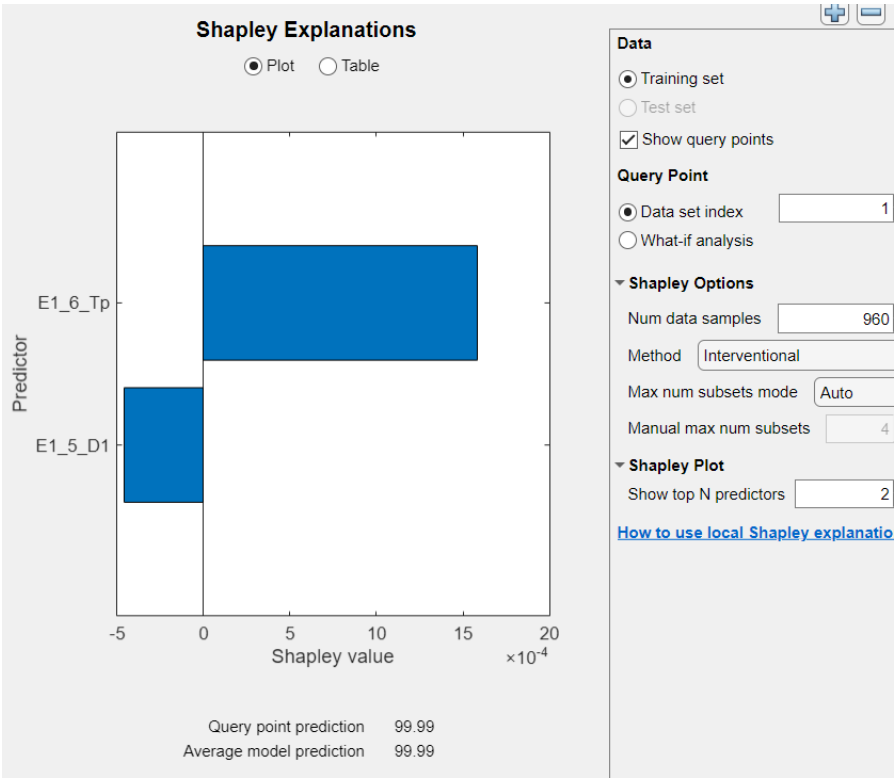 Shapley Explanations
Plot Table
E1_6_Tp
E1_5_D1
Predictor
-5 0 5 10 15 20
Shapley value ×10-4
Query point prediction 99.99
Average model prediction 99.99
Data
Training set
Test set
Show query points
Query Point
Data set index 1
What-if analysis
Shapley Options
Num data samples 960
Method Interventional
Max num subsets mode Auto
Manual max num subsets 4
Shapley Plot
Show top N predictors 2
How to use local Shapley explanatio